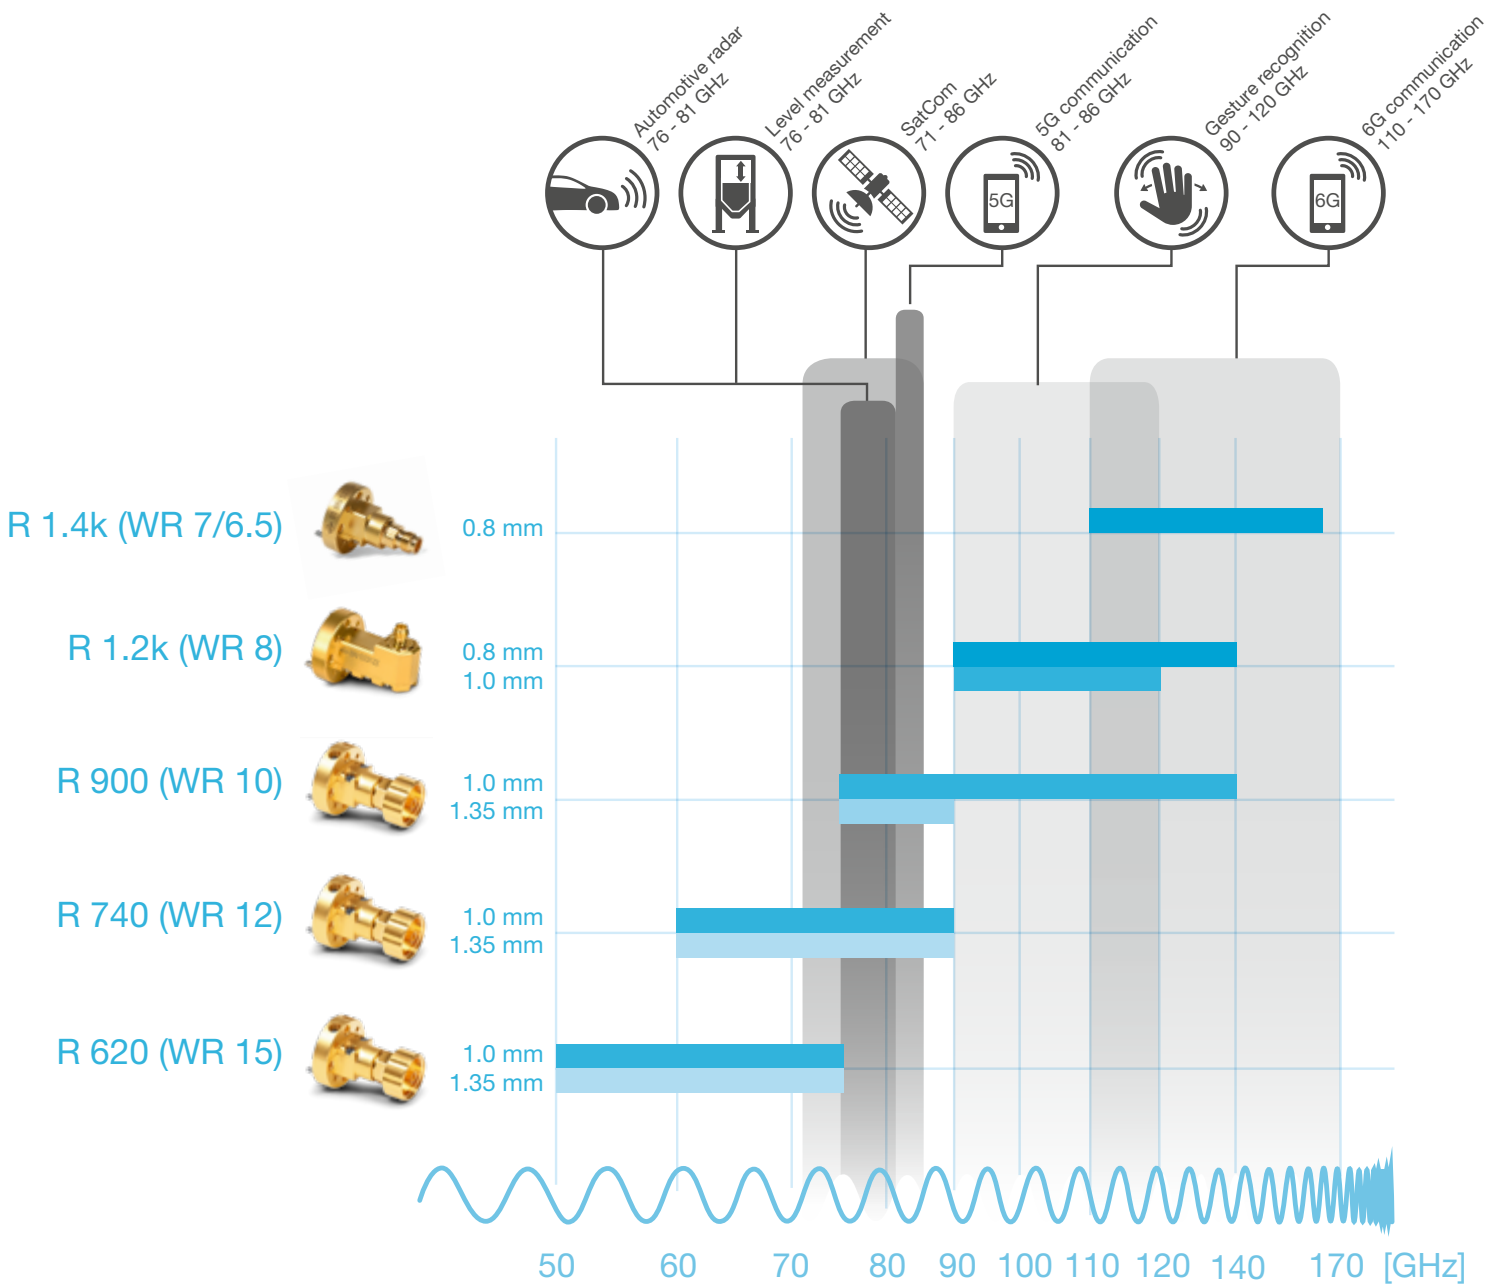 Automotive radar
76 - 81 GHz
Level measurement
76 - 81 GHz
SatCom
71 - 86 GHz
5G communication
81 - 86 GHz
Gesture recognition
90 - 120 GHz
6G communication
110 - 170 GHz
5G
6G
R 1.4k (WR 7/6.5)
0.8 mm
R 1.2k (WR 8)
0.8 mm
1.0 mm
R 900 (WR 10)
1.0 mm
1.35 mm
R 740 (WR 12)
1.0 mm
1.35 mm
R 620 (WR 15)
1.0 mm
1.35 mm
50 60 70 80 90 100 110 120 140 170 [GHz]